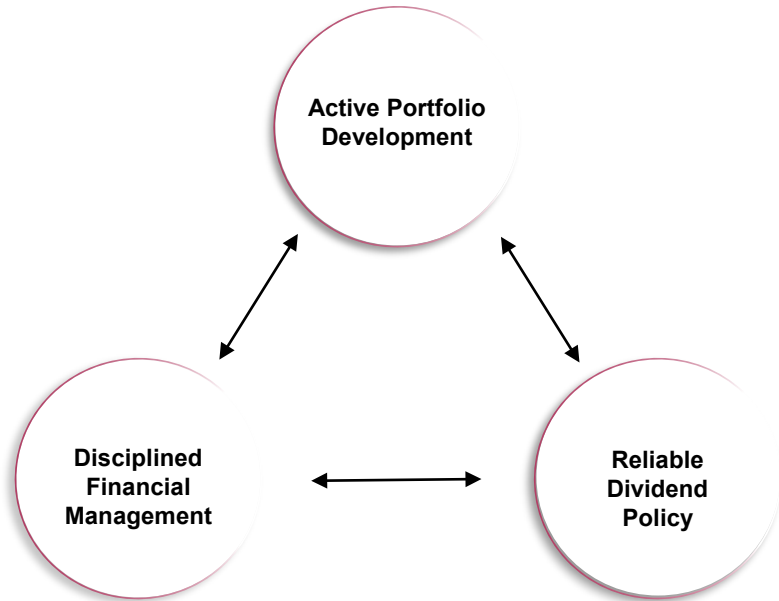 Active Portfolio
Development
Disciplined
Financial
Management
Reliable
Dividend
Policy